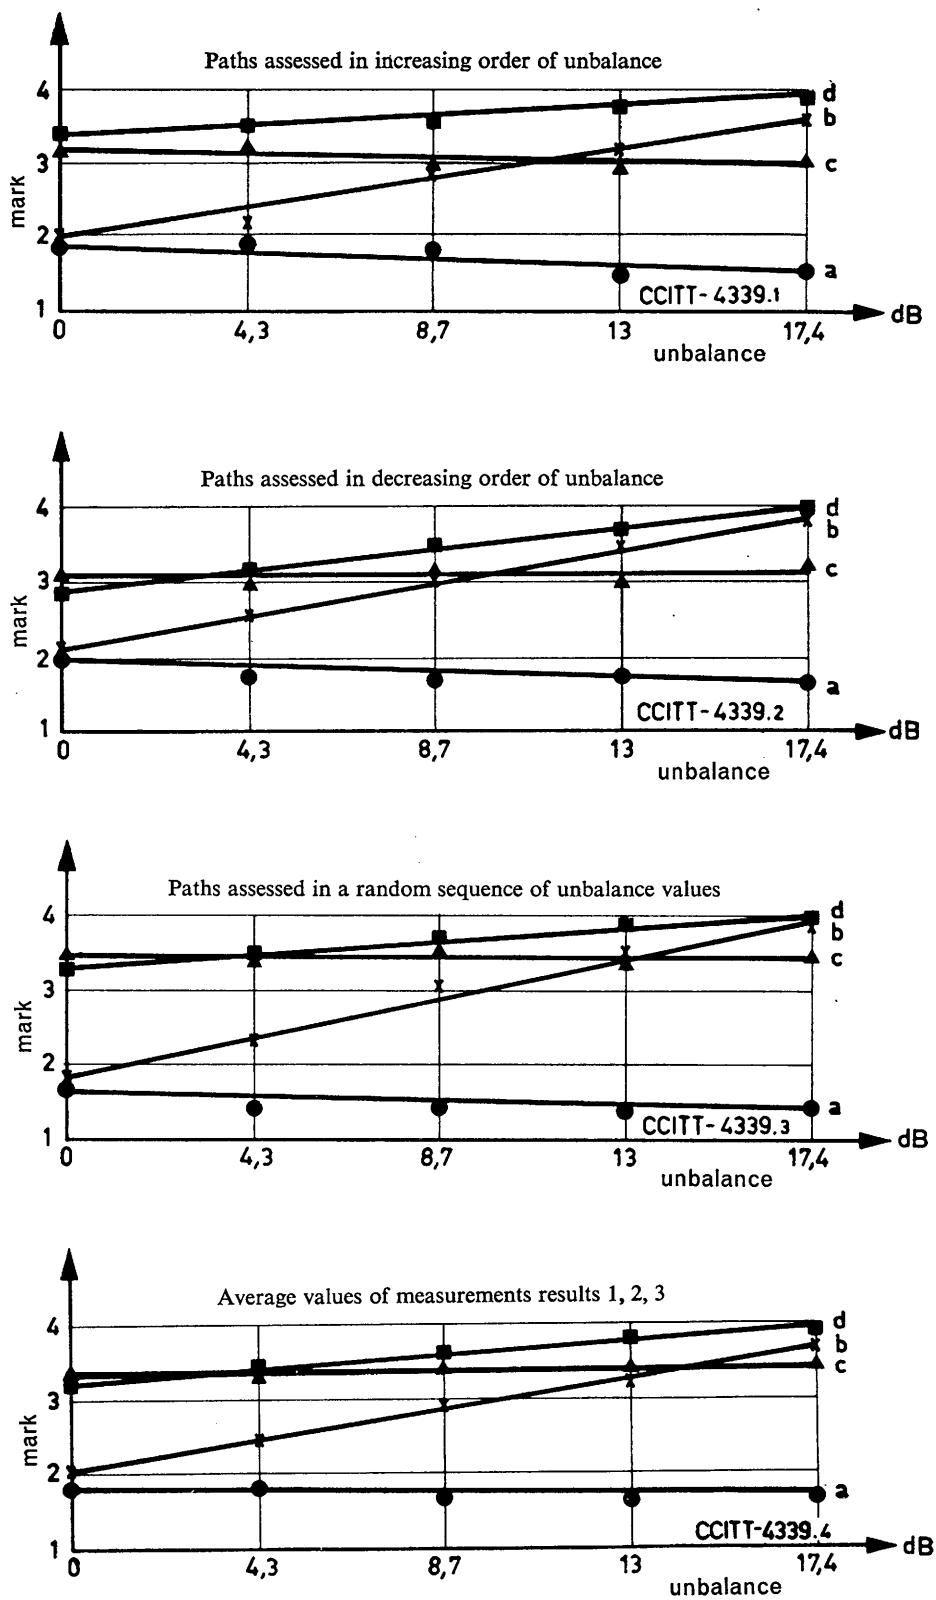 Paths assessed in increasing order of unbalance
4
d
b
3
c
mark
2
a
CCITT-4339.1
1
dB
0 4,3 8,7 13 17,4
unbalance
Paths assessed in decreasing order of unbalance
4
d
b
3
c
mark
2
a
CCITT-4339.2
1
dB
0 4,3 8,7 13 17,4
unbalance
Paths assessed in a random sequence of unbalance values
4
d
b
c
3
mark
2
a
CCITT-4339.3
1
dB
0 4,3 8,7 13 17,4
unbalance
Average values of measurements results 1, 2, 3
4
d
b
c
3
mark
2
a
CCITT-4339.4
1
dB
0 4,3 8,7 13 17,4
unbalance